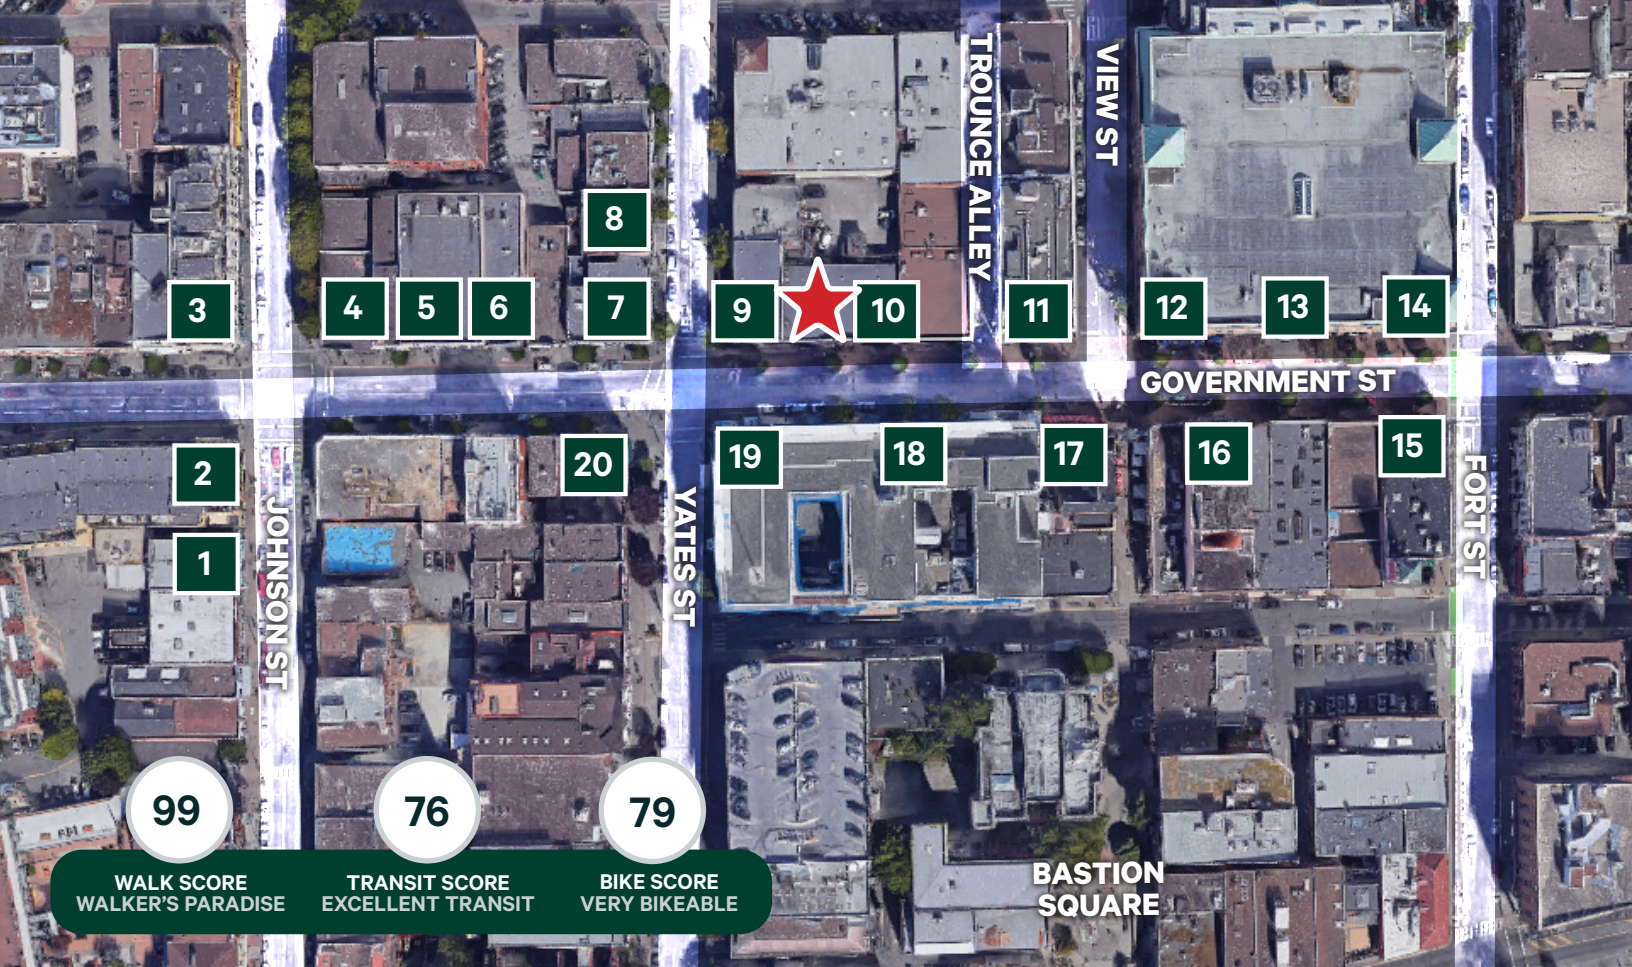 TROUNCE ALLEY
VIEW ST
8
3
4
5
6
7
9
10
11
12
13
14
GOVERNMENT ST
2
1
20
19
18
17
16
15
JOHNSON ST
YATES ST
FORT ST
99
WALK SCORE
WALKER'S PARADISE
76
TRANSIT SCORE
EXCELLENT TRANSIT
79
BIKE SCORE
VERY BIKEABLE
BASTION
SQUARE